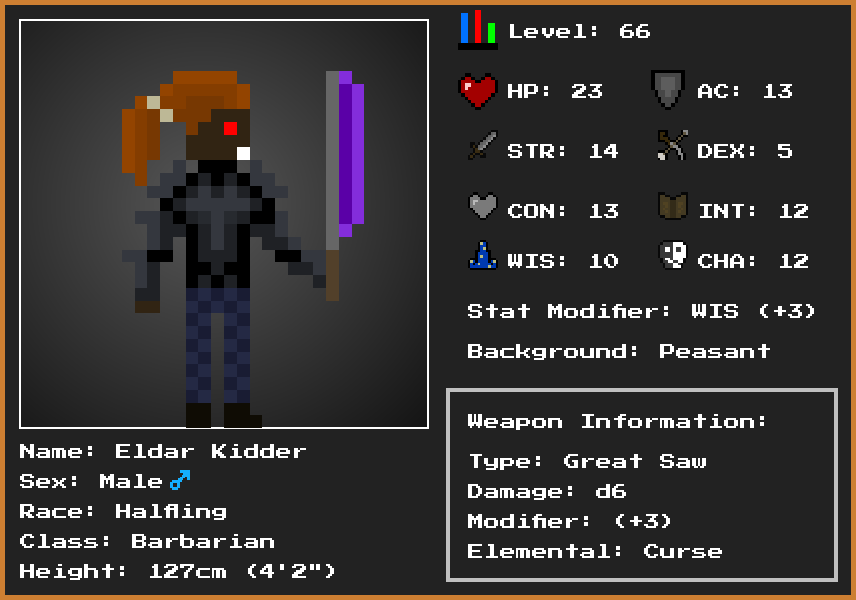 Level: 66
HP: 23
AC: 13
STR: 14
DEX: 5
CON: 13
INT: 12
WIS: 10
CHA: 12
Stat Modifier: WIS (+3)
Background: Peasant
Weapon Information:
Type: Great Saw
Damage: d6
Modifier: (+3)
Elemental: Curse
Name: Eldar Kidder
Sex: Male♂
Race: Halfling
Class: Barbarian
Height: 127cm (4'2")